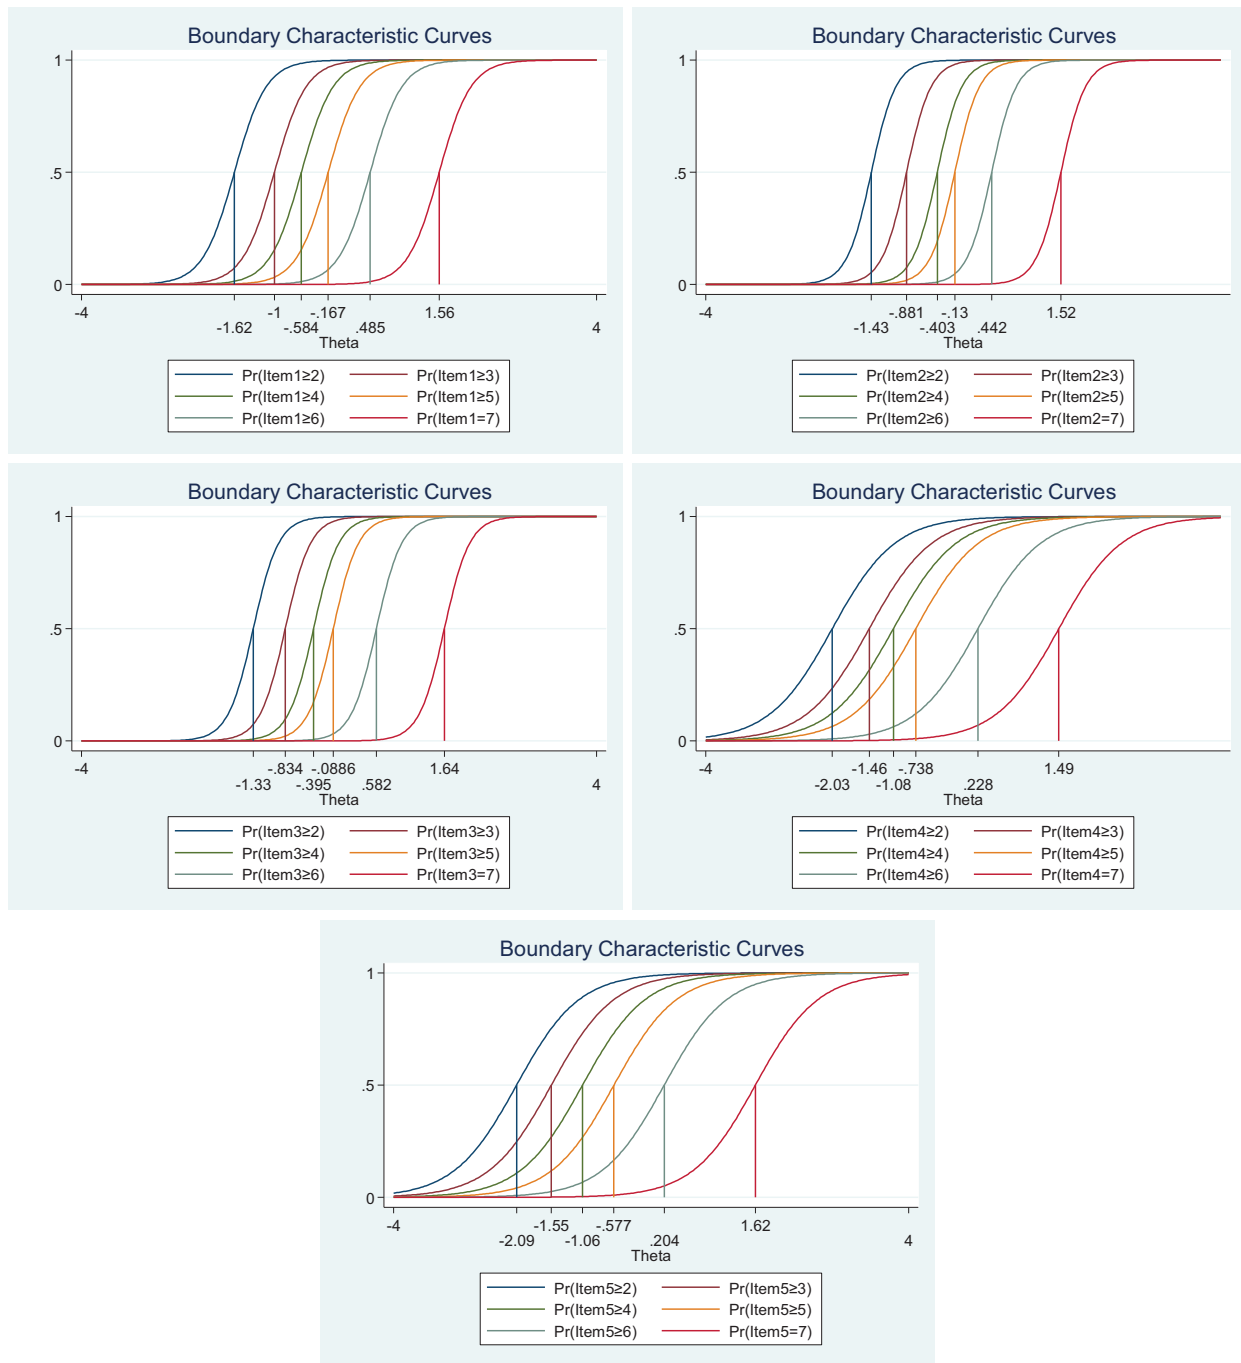 Boundary Characteristic Curves
1
.5
0
-4 -1 -.167 1.56
-1.62 -.584 .485 4
Theta
Pr(Item1≥2) Pr(Item1≥3)
Pr(Item1≥4) Pr(Item1≥5)
Pr(Item1≥6) Pr(Item1=7)
Boundary Characteristic Curves
1
.5
0
-4 -.881 -.13 1.52
-1.43 -.403 .442
Theta
Pr(Item2≥2) Pr(Item2≥3)
Pr(Item2≥4) Pr(Item2≥5)
Pr(Item2≥6) Pr(Item2=7)
Boundary Characteristic Curves
1
.5
0
-4 -.834 -.0886 1.64
-1.33 -.395 .582 4
Theta
Pr(Item3≥2) Pr(Item3≥3)
Pr(Item3≥4) Pr(Item3≥5)
Pr(Item3≥6) Pr(Item3=7)
Boundary Characteristic Curves
1
.5
0
-4 -1.46 -.738 1.49
-2.03 -1.08 .228
Theta
Pr(Item4≥2) Pr(Item4≥3)
Pr(Item4≥4) Pr(Item4≥5)
Pr(Item4≥6) Pr(Item4=7)
Boundary Characteristic Curves
1
.5
0
-4 -1.55 -.577 1.62
-2.09 -1.06 .204 4
Theta
Pr(Item5≥2) Pr(Item5≥3)
Pr(Item5≥4) Pr(Item5≥5)
Pr(Item5≥6) Pr(Item5=7)